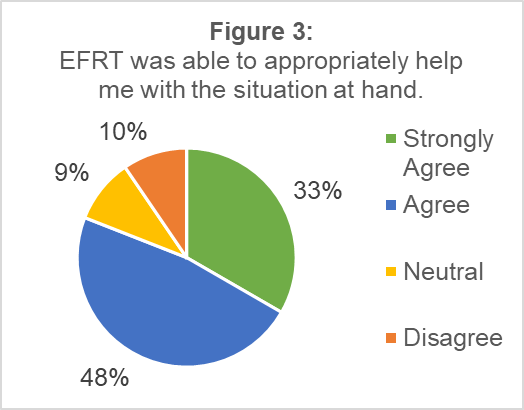 Figure 3:
EFRT was able to appropriately help
me with the situation at hand.
10%
9%
33%
48%
Strongly
Agree
Agree
Neutral
Disagree